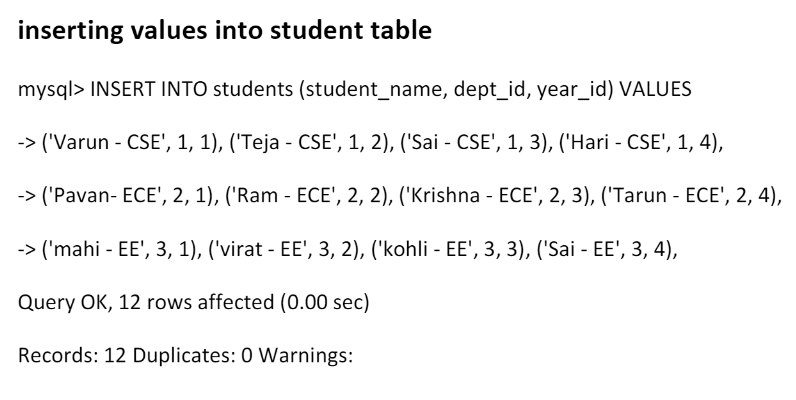 inserting values into student table
mysql> INSERT INTO students (student_name, dept_id, year_id) VALUES
-> ('Varun - CSE', 1, 1), ('Teja - CSE', 1, 2), ('Sai - CSE', 1, 3), ('Hari - CSE', 1, 4),
-> ('Pavan- ECE', 2, 1), ('Ram - ECE', 2, 2), ('Krishna - ECE', 2, 3), ('Tarun - ECE', 2, 4),
-> ('mahi - EE', 3, 1), ('virat - EE', 3, 2), ('kohli - EE', 3, 3), ('Sai - EE', 3, 4),
Query OK, 12 rows affected (0.00 sec)
Records: 12 Duplicates: 0 Warnings: